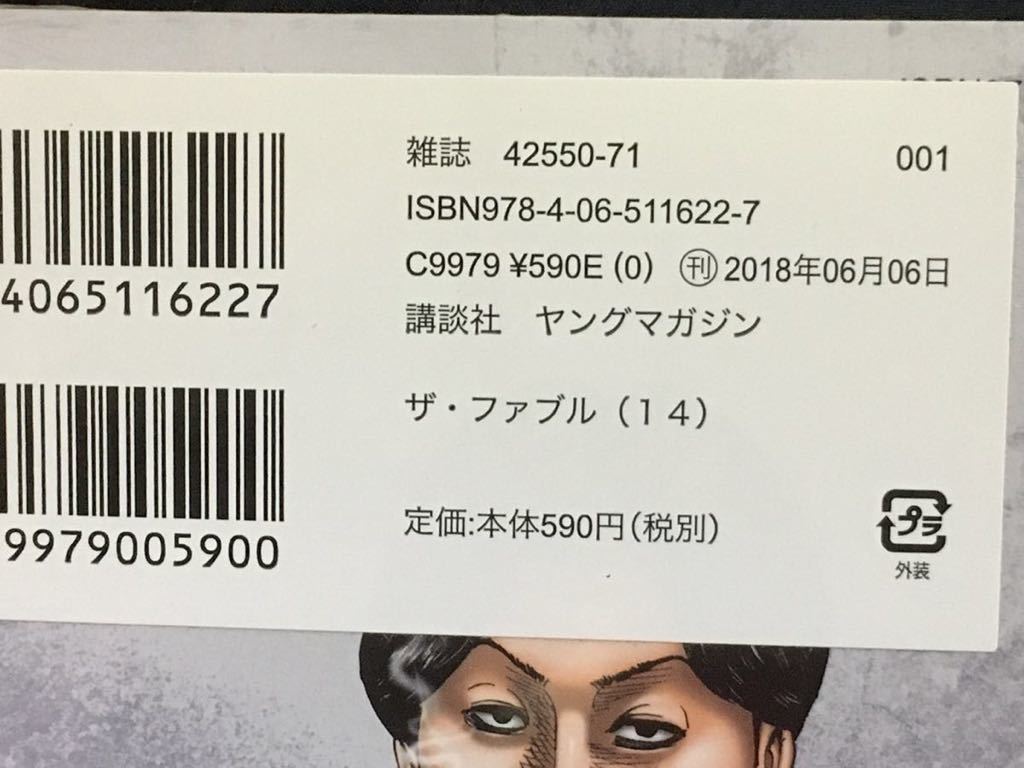 雑誌　42550-71　001
ISBN978-4-06-511622-7
C9979 ¥590E (0)　㊖2018年06月06日
講談社　ヤングマガジン
ザ・ファブル（１４）
定価:本体590円(税別)
プラ
外装
4065116227
9979005900